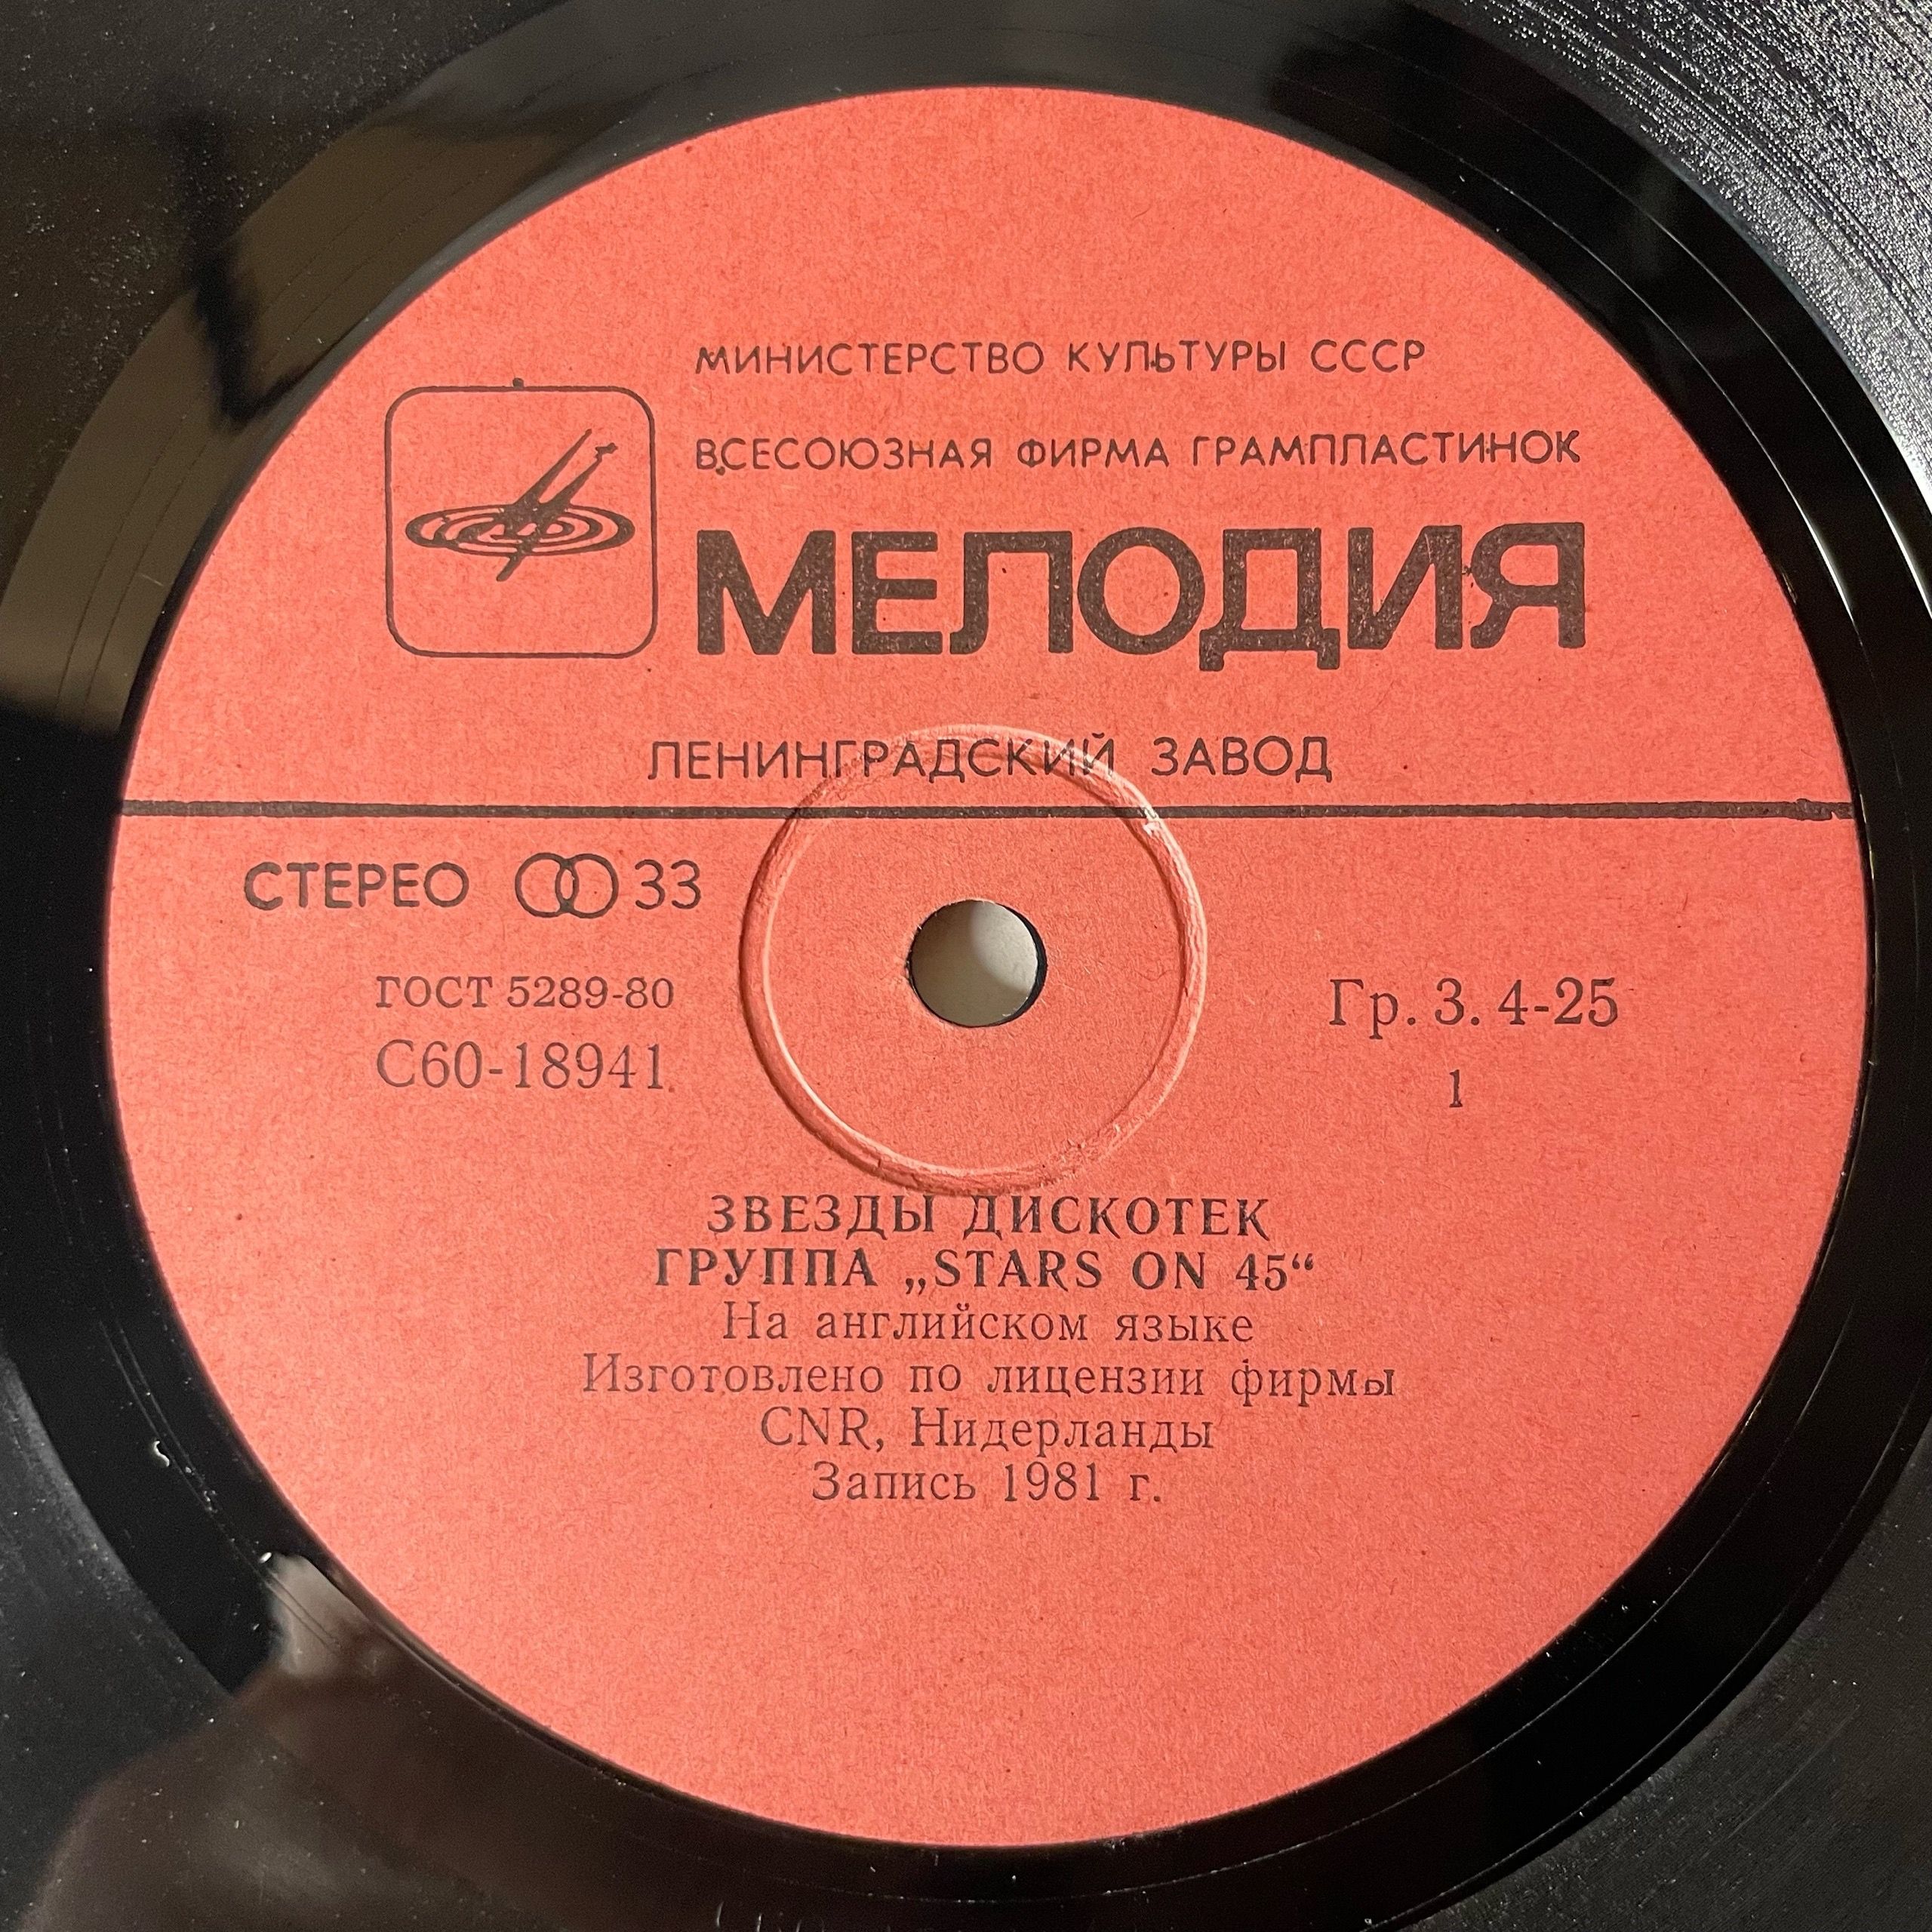 МИНИСТЕРСТВО КУЛЬТУРЫ СССР
ВСЕСОЮЗНАЯ ФИРМА ГРАМПЛАСТИНОК
МЕЛОДИЯ
ЛЕНИНГРАДСКИЙ ЗАВОД
СТЕРЕО 33
ГОСТ 5289-80
С60-18941
Гр. 3. 4-25
1
ЗВЕЗДЫ ДИСКОТЕК
ГРУППА „STARS ON 45“
На английском языке
Изготовлено по лицензии фирмы
CNR, Нидерланды
Запись 1981 г.